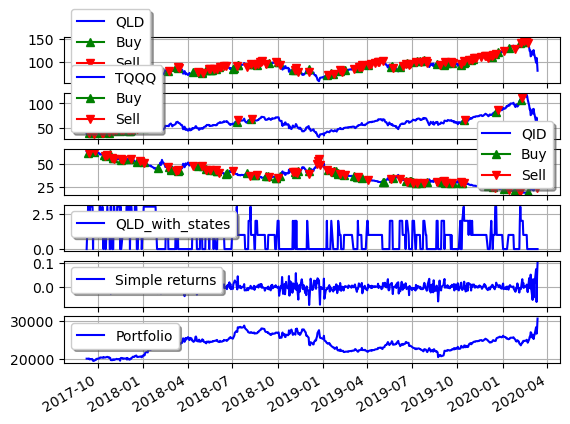 QLD
Buy
Sell
150
100
TQQQ
Buy
Sell
100
50
QID
Buy
Sell
50
25
QLD_with_states
2.5
0.0
Simple returns
0.1
0.0
Portfolio
30000
20000
2017-10
2018-01
2018-04
2018-07
2018-10
2019-01
2019-04
2019-07
2019-10
2020-01
2020-04